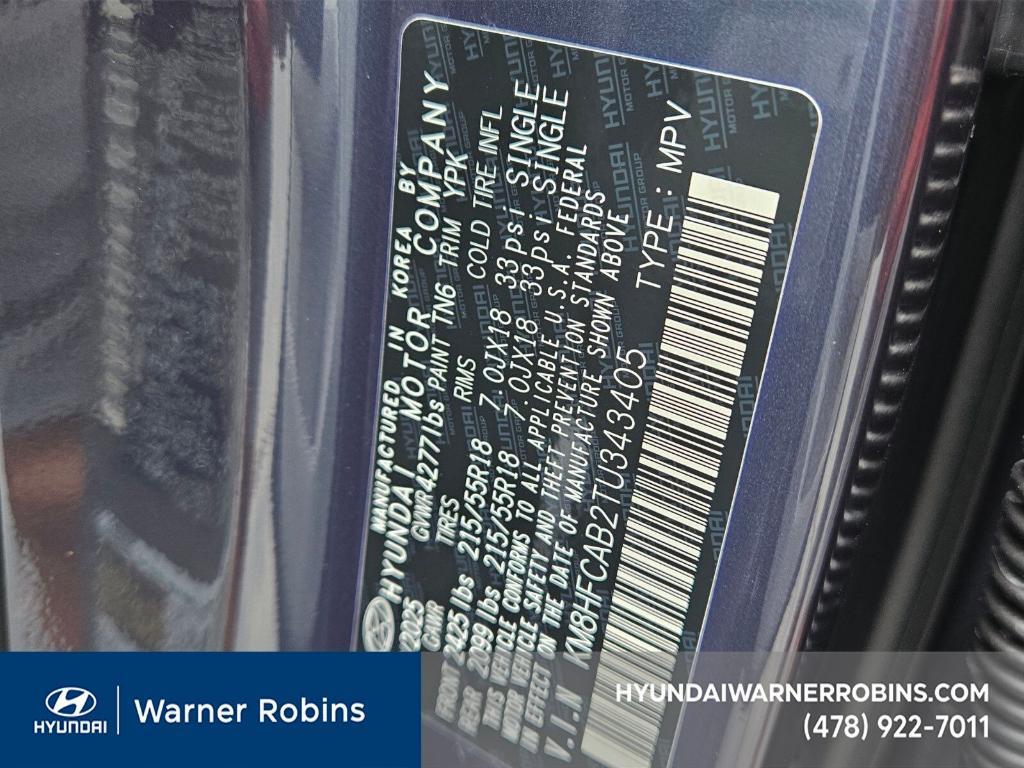 MANUFACTURED IN KOREA BY
HYUNDAI MOTOR COMPANY
/2025 GVWR 4277lbs PAINT TN6 TRIM YPK
GAWR TIRES RIMS COLD TIRE INFL
FRONT 2425 lbs 215/55R18 7.0JX18 33psi SINGLE
REAR 2099 lbs 215/55R18 7.0JX18 33psi SINGLE
THIS VEHICLE CONFORMS TO ALL APPLICABLE U.S.A. FEDERAL
MOTOR VEHICLE SAFETY AND THEFT PREVENTION STANDARDS
IN EFFECT ON THE DATE OF MANUFACTURE SHOWN ABOVE
V.I.N KM8HFCAB2TU343405 TYPE: MPV
HYUNDAI
MOTOR GROUP
HYUNDAI
Warner Robins
HYUNDAIWARNERROBINS.COM
(478) 922-7011